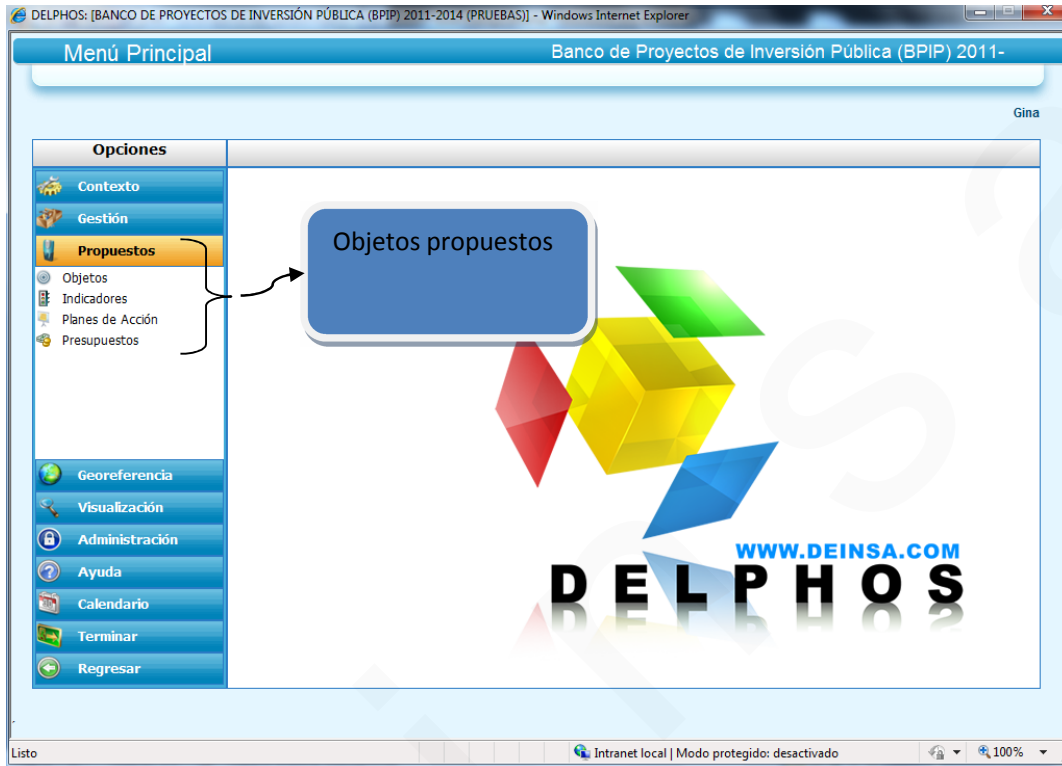 DELPHOS: [BANCO DE PROYECTOS DE INVERSIÓN PÚBLICA (BPIP) 2011-2014 (PRUEBAS)] - Windows Internet Explorer
Menú Principal
Banco de Proyectos de Inversión Pública (BPIP) 2011-
Gina
Opciones
Contexto
Gestión
Propuestos
Objetos
Indicadores
Planes de Acción
Presupuestos
Objetos propuestos
Georeferencia
Visualización
Administración
Ayuda
Calendario
Terminar
Regresar
WWW.DEINSA.COM
DELPHOS
Listo
Intranet local | Modo protegido: desactivado
100%